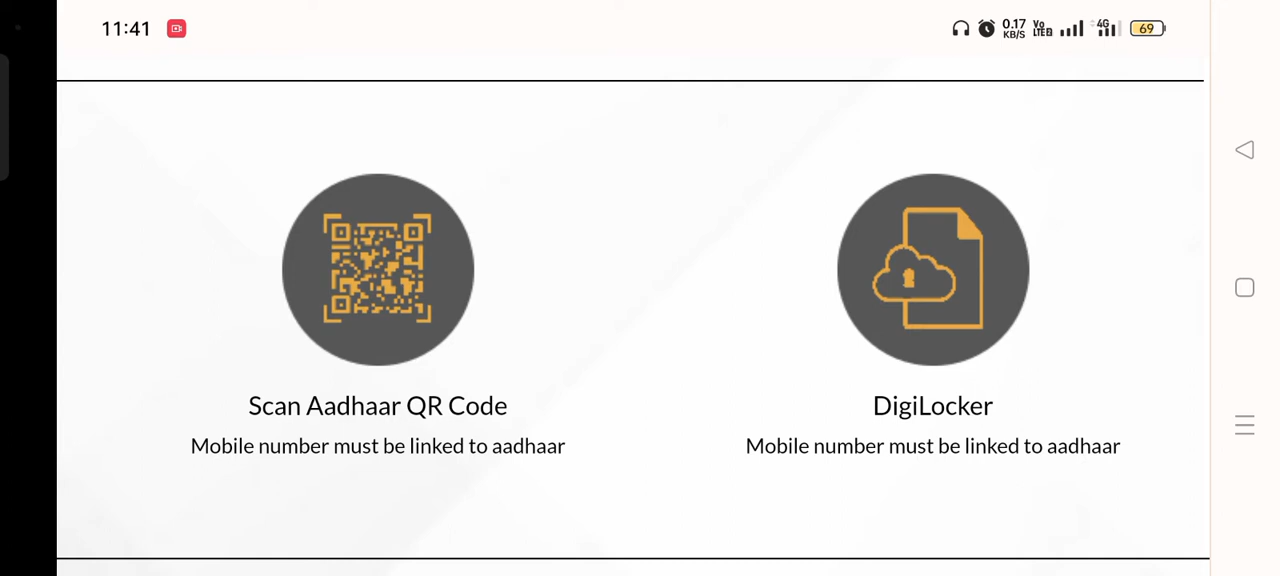 11:41
0.17 KB/S Vo LTE2 4G 69
Scan Aadhaar QR Code
Mobile number must be linked to aadhaar
DigiLocker
Mobile number must be linked to aadhaar